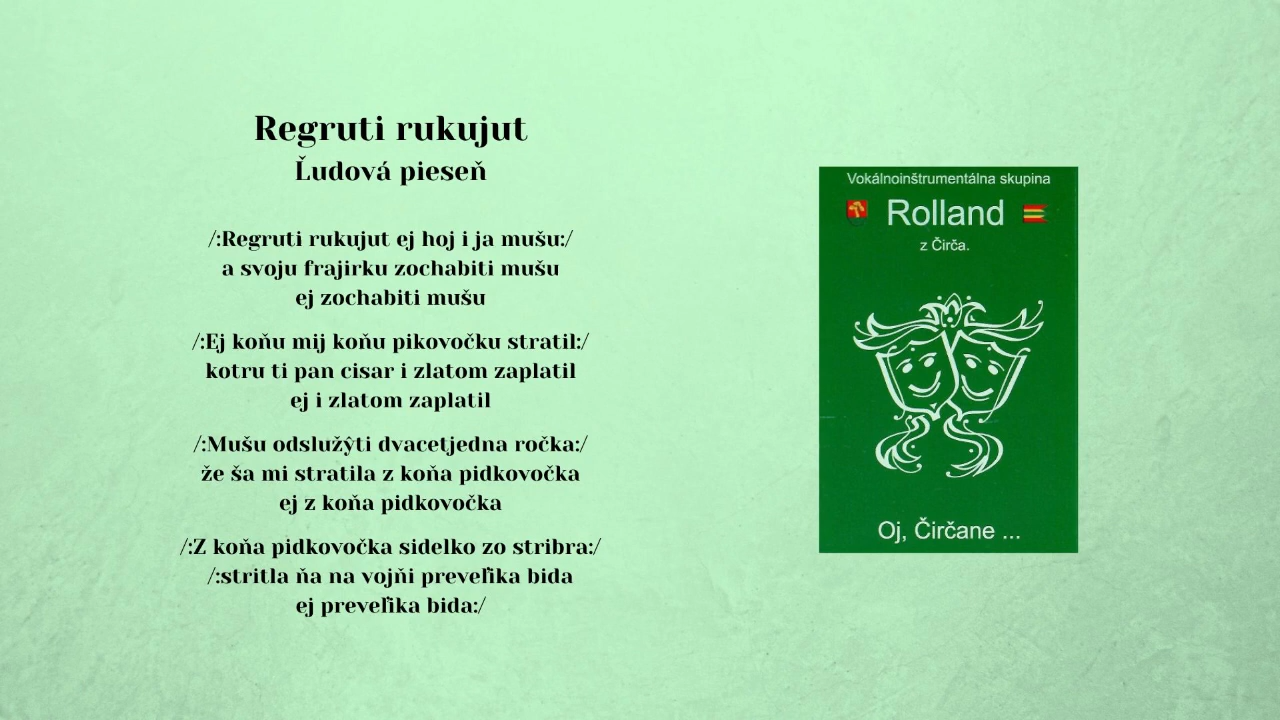 Regruti rukujut
Ľudová pieseň
/:Regruti rukujut ej hoj i ja mušu:/
a svoju frajirku zochabiti mušu
ej zochabiti mušu
/:Ej koňu mij koňu pikovočku stratil:/
kotru ti pan cisar i zlatom zaplatil
ej i zlatom zaplatil
/:Mušu odslužŷti dvacetjedna ročka:/
že ša mi stratila z koňa pidkovočka
ej z koňa pidkovočka
/:Z koňa pidkovočka sidelko zo stribra:/
/:stritla ňa na vojňi preveľika bida
ej preveľika bida:/
Vokálnoinštrumentálna skupina
Rolland
z Čirča.
Oj, Čirčane ...